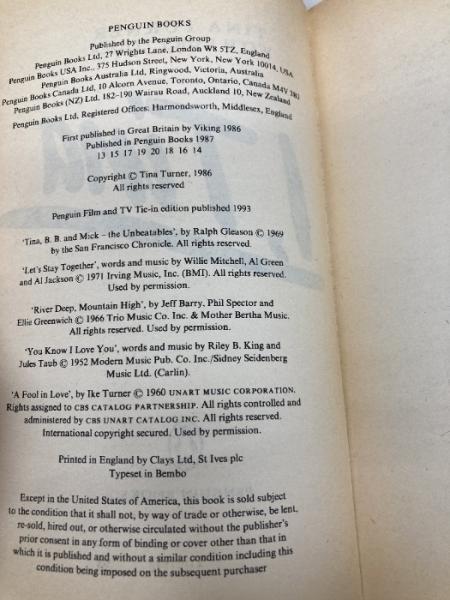 PENGUIN BOOKS
Published by the Penguin Group
Penguin Books Ltd, 27 Wrights Lane, London W8 5TZ, England
Penguin Books USA Inc., 375 Hudson Street, New York, New York 10014, USA
Penguin Books Australia Ltd, Ringwood, Victoria, Australia
Penguin Books Canada Ltd, 10 Alcorn Avenue, Toronto, Ontario, Canada M4V 3B2
Penguin Books (NZ) Ltd, 182-190 Wairau Road, Auckland 10, New Zealand
Penguin Books Ltd, Registered Offices: Harmondsworth, Middlesex, England
First published in Great Britain by Viking 1986
Published in Penguin Books 1987
13 15 17 19 20 18 16 14
Copyright © Tina Turner, 1986
All rights reserved
Penguin Film and TV Tie-in edition published 1993
'Tina, B. B. and Mick – the Unbeatables', by Ralph Gleason © 1969
by the San Francisco Chronicle. All rights reserved.
'Let's Stay Together', words and music by Willie Mitchell, Al Green
and Al Jackson © 1971 Irving Music, Inc. (BMI). All rights reserved.
Used by permission.
'River Deep, Mountain High', by Jeff Barry, Phil Spector and
Ellie Greenwich © 1966 Trio Music Co. Inc. & Mother Bertha Music.
All rights reserved. Used by permission.
'You Know I Love You', words and music by Riley B. King and
Jules Taub © 1952 Modern Music Pub. Co. Inc./Sidney Seidenberg
Music Ltd. (Carlin).
'A Fool in Love', by Ike Turner © 1960 UNART MUSIC CORPORATION.
Rights assigned to CBS CATALOG PARTNERSHIP. All rights controlled and
administered by CBS UNART CATALOG INC. All rights reserved.
International copyright secured. Used by permission.
Printed in England by Clays Ltd, St Ives plc
Typeset in Bembo
Except in the United States of America, this book is sold subject
to the condition that it shall not, by way of trade or otherwise, be lent,
re-sold, hired out, or otherwise circulated without the publisher's
prior consent in any form of binding or cover other than that in
which it is published and without a similar condition including this
condition being imposed on the subsequent purchaser